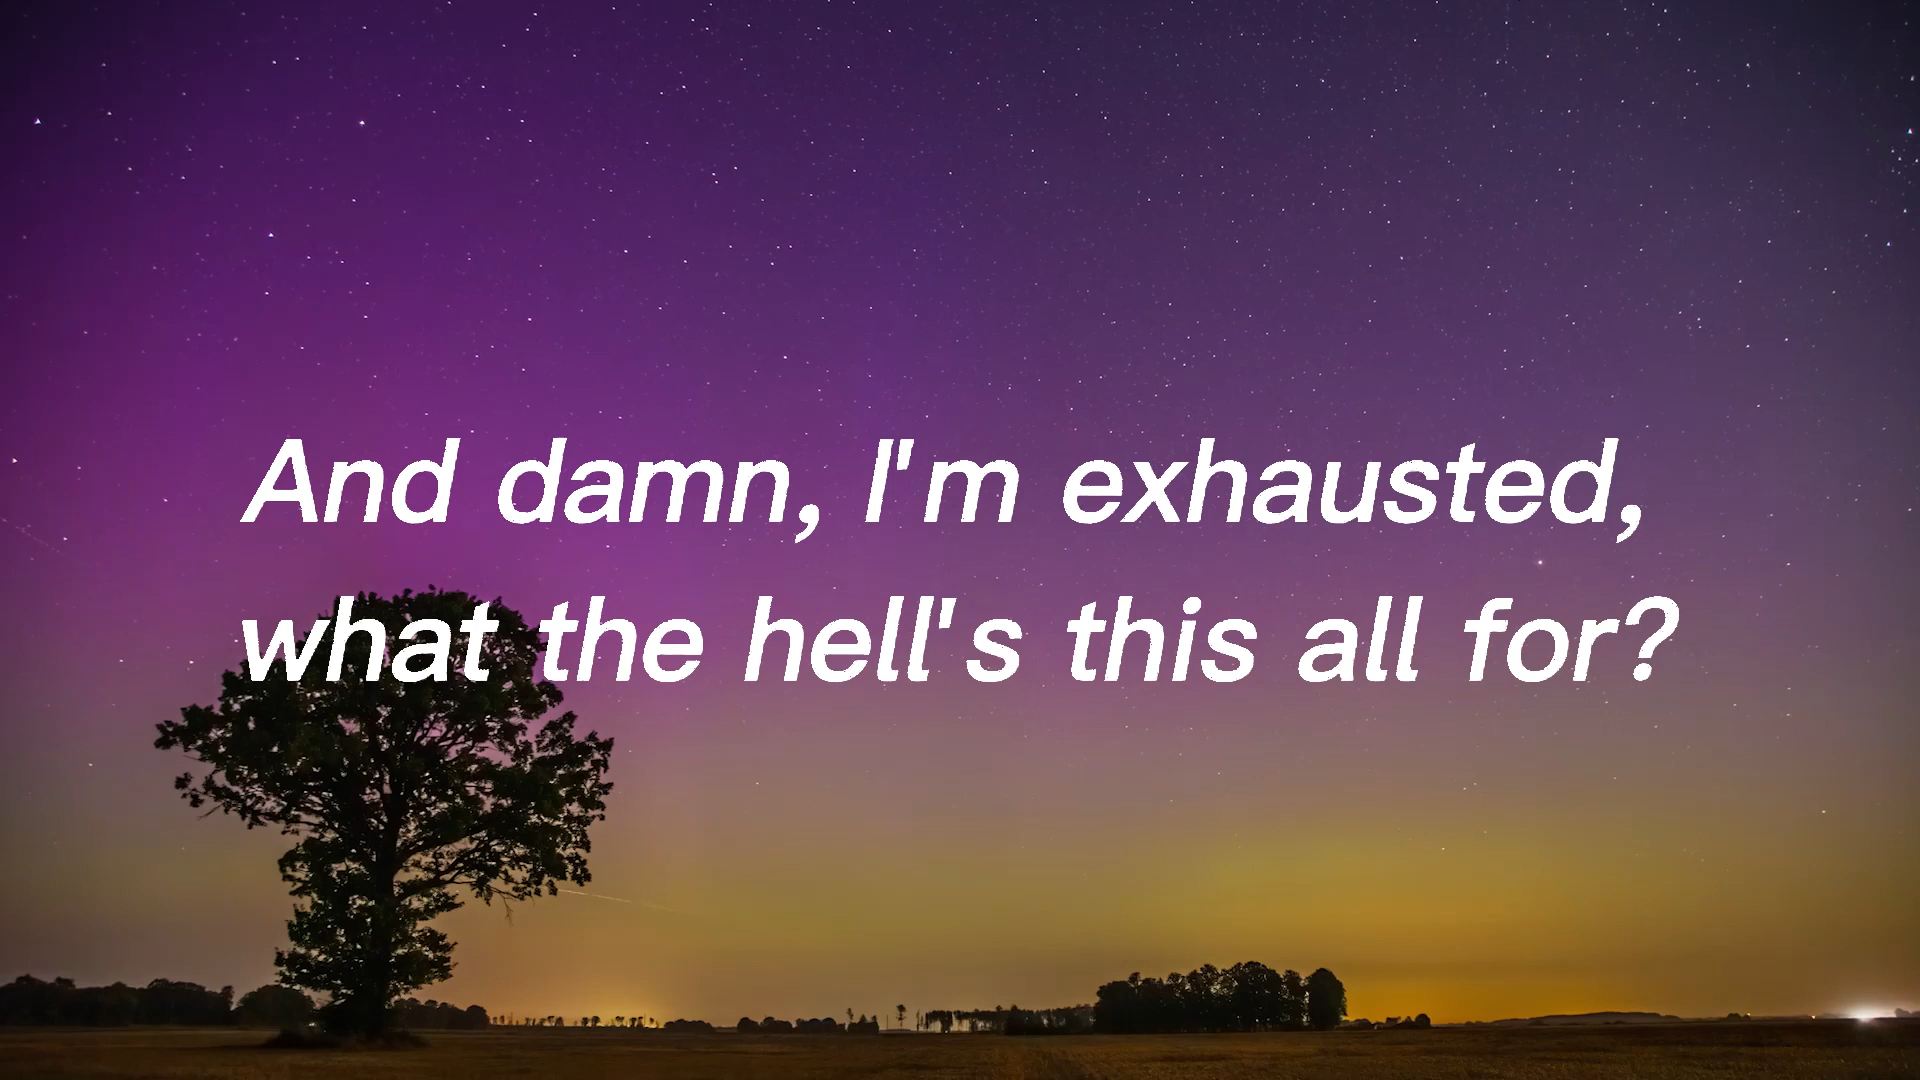 And damn, I'm exhausted,
what the hell's this all for?